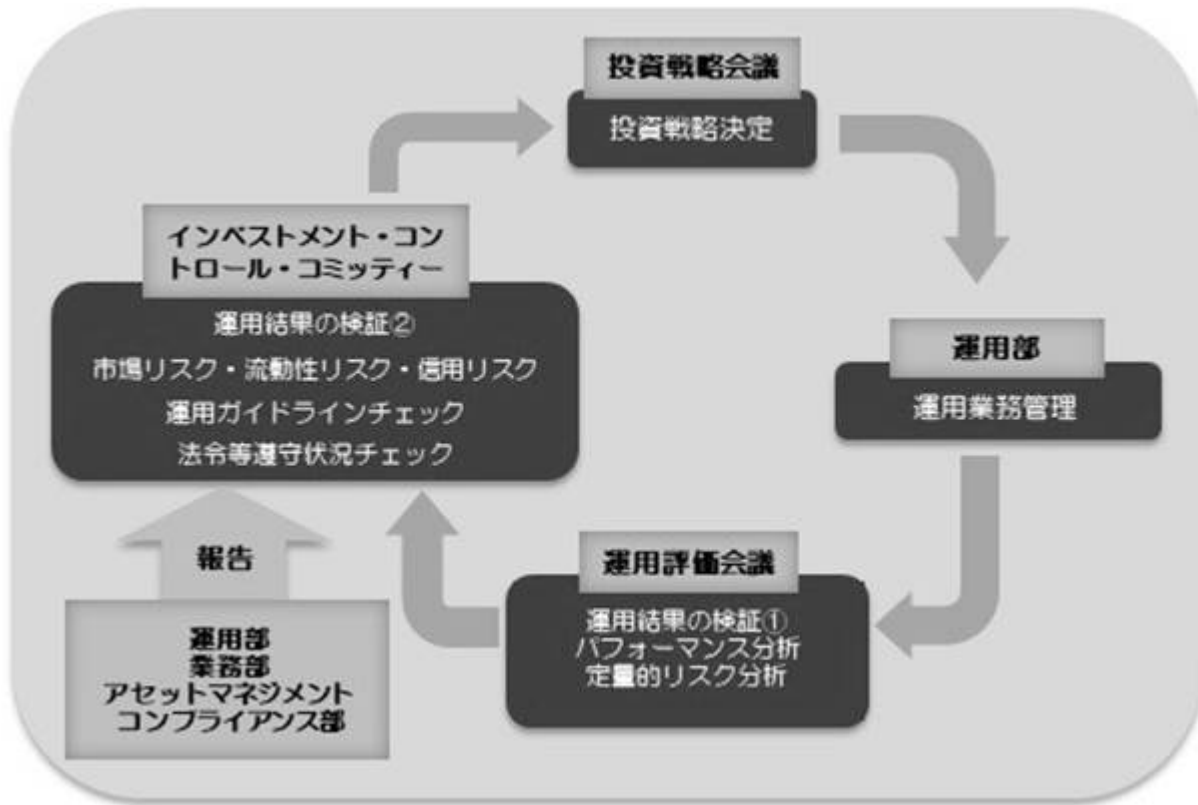 投資戦略会議
投資戦略決定
インベストメント・コン
トロール・コミッティー
運用結果の検証②
市場リスク・流動性リスク・信用リスク
運用ガイドラインチェック
法令等遵守状況チェック
運用部
運用業務管理
運用評価会議
運用結果の検証①
パフォーマンス分析
定量的リスク分析
報告
運用部
業務部
アセットマネジメント
コンプライアンス部